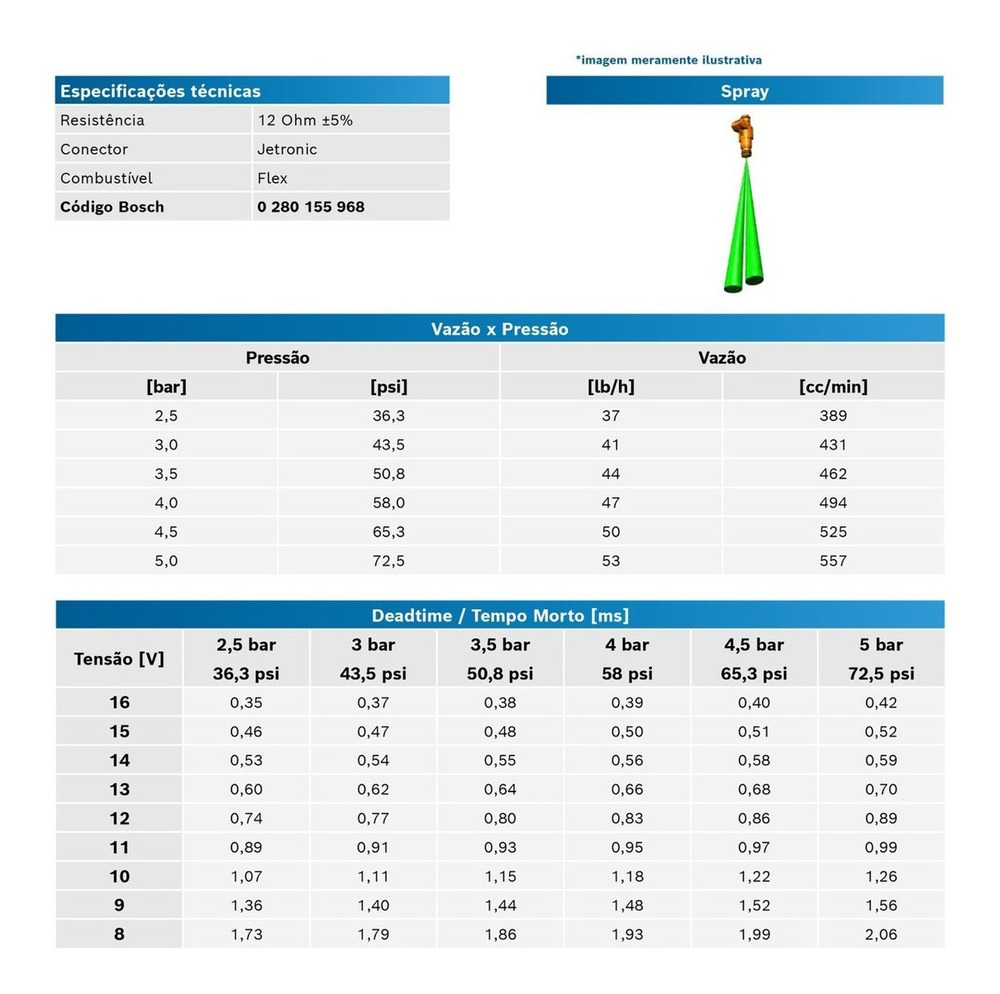 *imagem meramente ilustrativa
Especificações técnicas
Resistência 12 Ohm ±5%
Conector Jetronic
Combustível Flex
Código Bosch 0 280 155 968
Spray
Vazão x Pressão
Pressão Vazão
[bar] [psi] [lb/h] [cc/min]
2,5 36,3 37 389
3,0 43,5 41 431
3,5 50,8 44 462
4,0 58,0 47 494
4,5 65,3 50 525
5,0 72,5 53 557
Deadtime / Tempo Morto [ms]
Tensão [V] 2,5 bar 3 bar 3,5 bar 4 bar 4,5 bar 5 bar
36,3 psi 43,5 psi 50,8 psi 58 psi 65,3 psi 72,5 psi
16 0,35 0,37 0,38 0,39 0,40 0,42
15 0,46 0,47 0,48 0,50 0,51 0,52
14 0,53 0,54 0,55 0,56 0,58 0,59
13 0,60 0,62 0,64 0,66 0,68 0,70
12 0,74 0,77 0,80 0,83 0,86 0,89
11 0,89 0,91 0,93 0,95 0,97 0,99
10 1,07 1,11 1,15 1,18 1,22 1,26
9 1,36 1,40 1,44 1,48 1,52 1,56
8 1,73 1,79 1,86 1,93 1,99 2,06